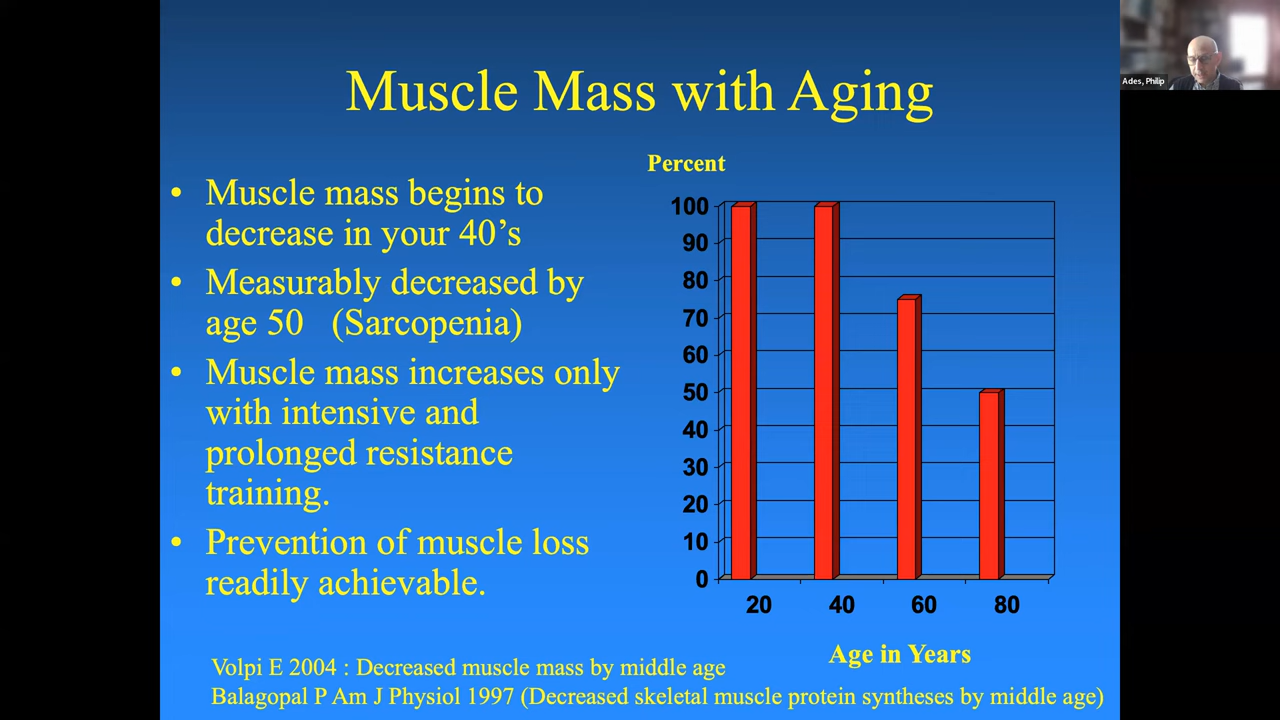 Muscle Mass with Aging
Ades, Philip
• Muscle mass begins to
decrease in your 40’s
• Measurably decreased by
age 50 (Sarcopenia)
• Muscle mass increases only
with intensive and
prolonged resistance
training.
• Prevention of muscle loss
readily achievable.
Percent
100
90
80
70
60
50
40
30
20
10
0
20 40 60 80
Age in Years
Volpi E 2004 : Decreased muscle mass by middle age
Balagopal P Am J Physiol 1997 (Decreased skeletal muscle protein syntheses by middle age)